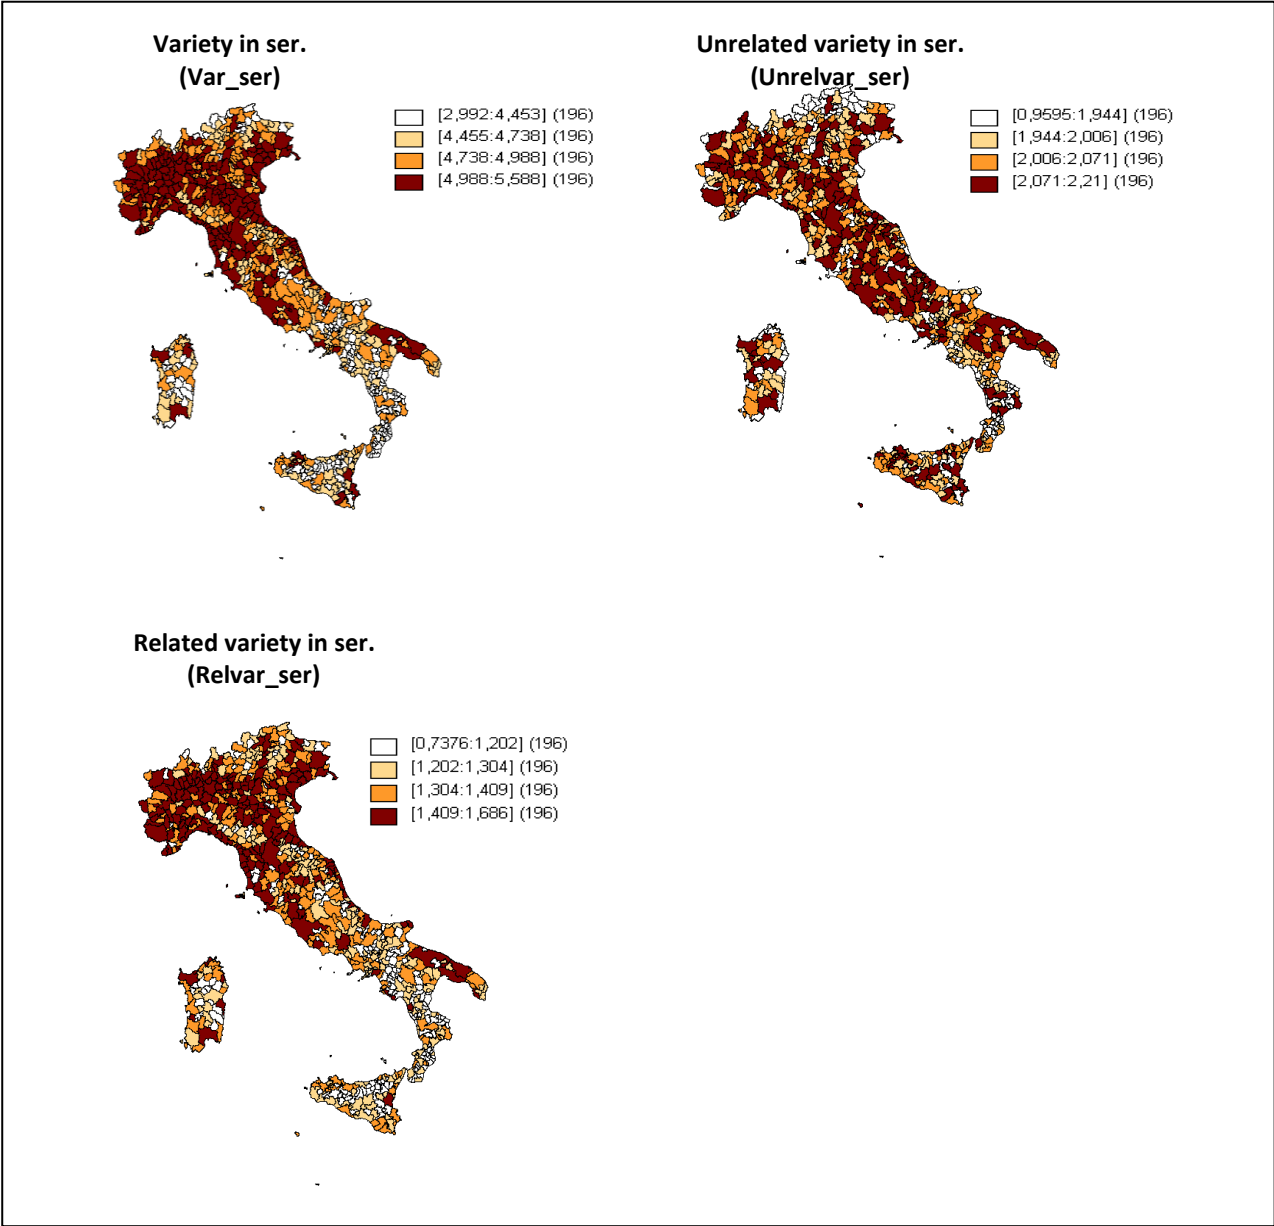 Variety in ser.
(Var_ser)
[2,992:4,453] (196)
[4,455:4,738] (196)
[4,738:4,988] (196)
[4,988:5,588] (196)
Unrelated variety in ser.
(Unrelvar_ser)
[0,9595:1,944] (196)
[1,944:2,006] (196)
[2,006:2,071] (196)
[2,071:2,21] (196)
Related variety in ser.
(Relvar_ser)
[0,7376:1,202] (196)
[1,202:1,304] (196)
[1,304:1,409] (196)
[1,409:1,686] (196)